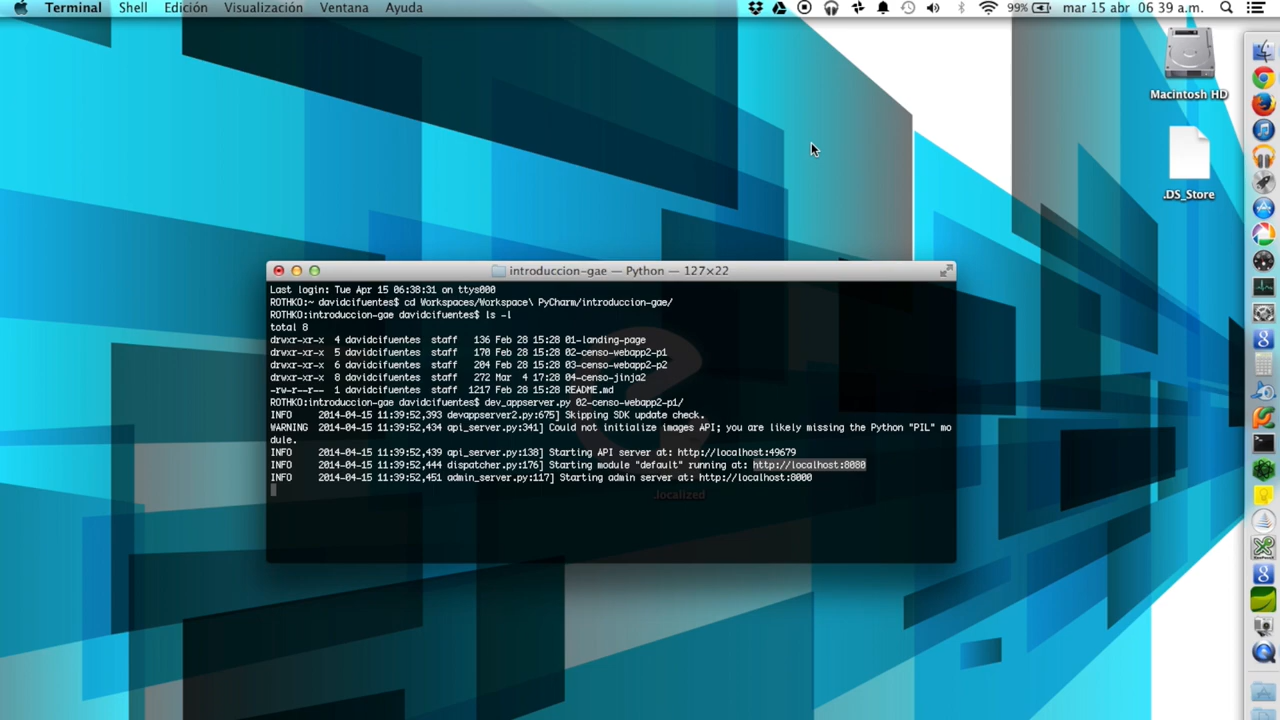 Terminal Shell Edición Visualización Ventana Ayuda 99% mar 15 abr 06 39 a.m.
Macintosh HD
.DS_Store
introduccion-gae — Python — 127×22
Last login: Tue Apr 15 06:38:31 on ttys000
ROTHKO:~ davidcifuentes$ cd Workspaces/Workspace\ PyCharm/introduccion-gae/
ROTHKO:introduccion-gae davidcifuentes$ ls -l
total 8
drwxr-xr-x 4 davidcifuentes staff 136 Feb 28 15:28 01-landing-page
drwxr-xr-x 5 davidcifuentes staff 170 Feb 28 15:28 02-censo-webapp2-p1
drwxr-xr-x 6 davidcifuentes staff 204 Feb 28 15:28 03-censo-webapp2-p2
drwxr-xr-x 8 davidcifuentes staff 272 Mar 4 17:28 04-censo-jinja2
-rw-r--r-- 1 davidcifuentes staff 1217 Feb 28 15:28 README.md
ROTHKO:introduccion-gae davidcifuentes$ dev_appserver.py 02-censo-webapp2-p1/
INFO 2014-04-15 11:39:52,393 devappserver2.py:675] Skipping SDK update check.
WARNING 2014-04-15 11:39:52,434 api_server.py:341] Could not initialize images API; you are likely missing the Python "PIL" mo
dule.
INFO 2014-04-15 11:39:52,439 api_server.py:138] Starting API server at: http://localhost:49679
INFO 2014-04-15 11:39:52,444 dispatcher.py:176] Starting module "default" running at: http://localhost:8080
INFO 2014-04-15 11:39:52,451 admin_server.py:117] Starting admin server at: http://localhost:8000
.localized